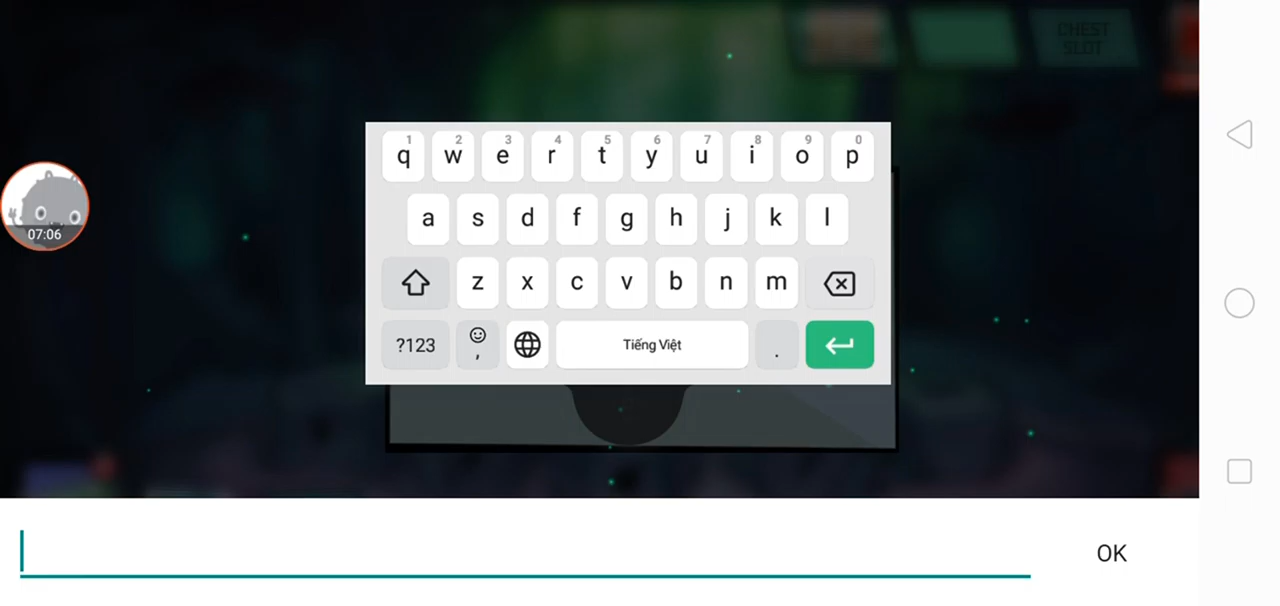 CHEST
SLOT
1 2 3 4 5 6 7 8 9 0
q w e r t y u i o p
a s d f g h j k l
07:06
z x c v b n m
?123 , Tiếng Việt .
OK